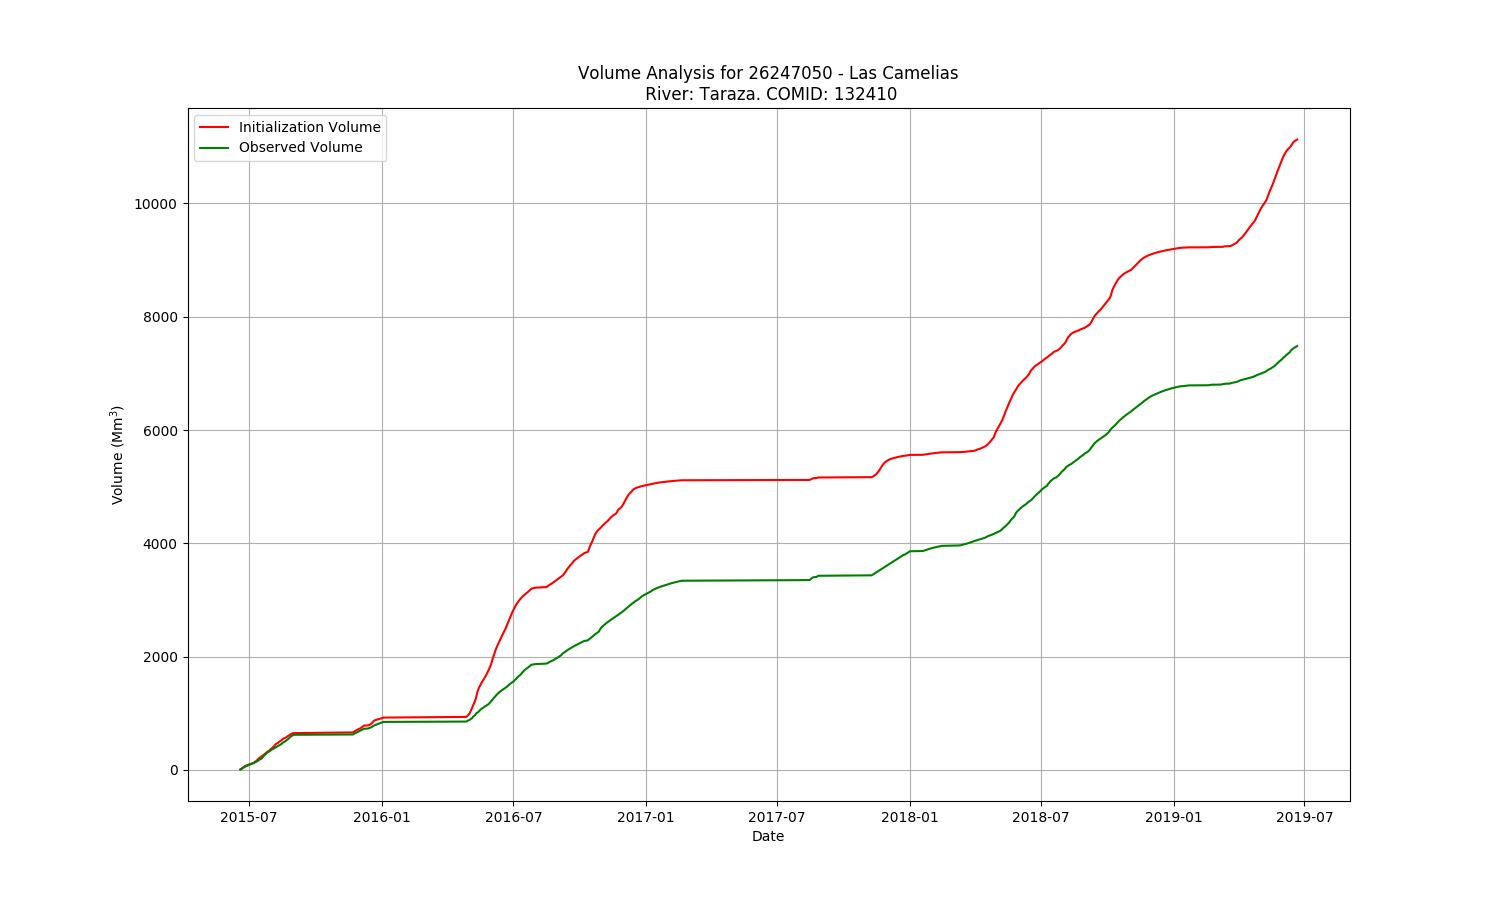 Volume Analysis for 26247050 - Las Camelias
River: Taraza. COMID: 132410
Initialization Volume
Observed Volume
10000
8000
6000
4000
2000
0
Volume (Mm³)
2015-07
2016-01
2016-07
2017-01
2017-07
2018-01
2018-07
2019-01
2019-07
Date